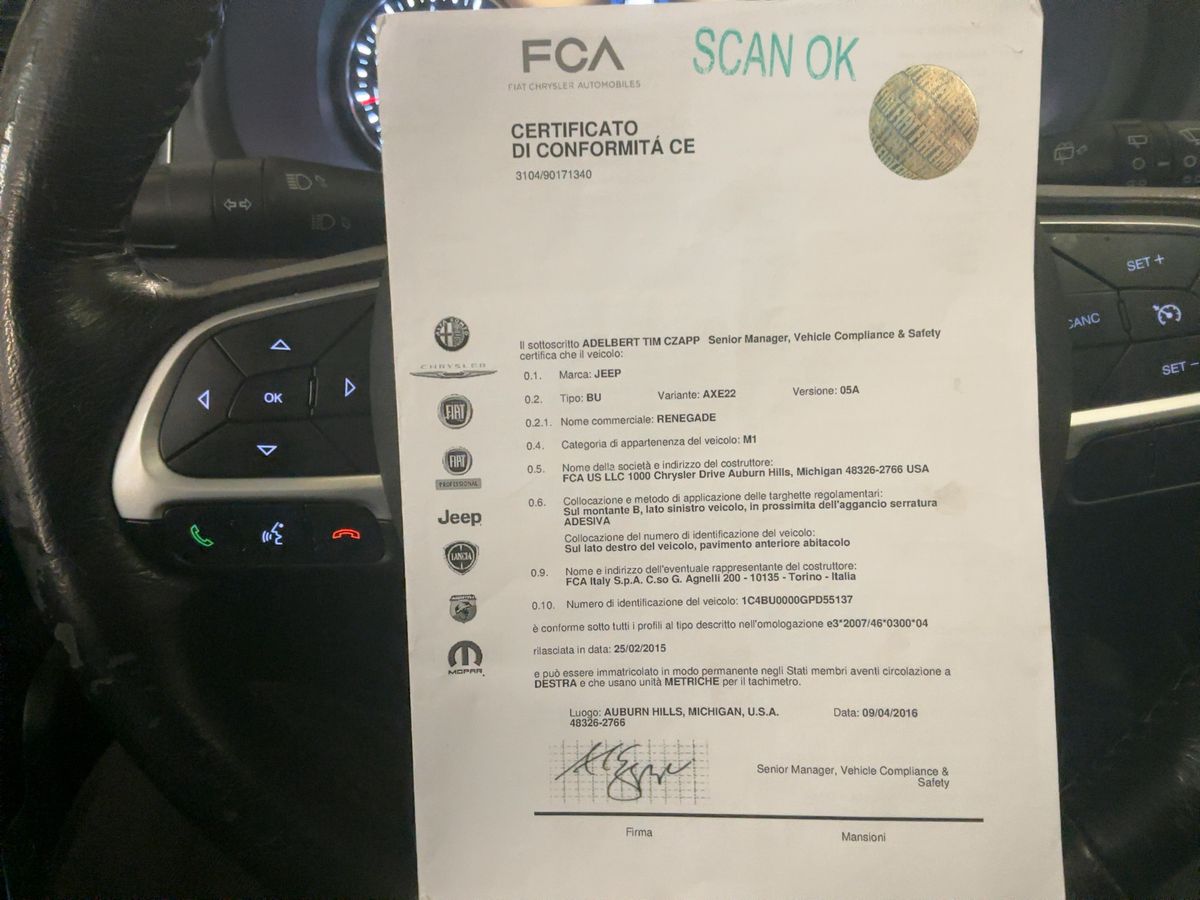 FCA
FIAT CHRYSLER AUTOMOBILES
SCAN OK
CERTIFICATO
DI CONFORMITÁ CE
3104/90171340
Il sottoscritto ADELBERT TIM CZAPP Senior Manager, Vehicle Compliance & Safety
certifica che il veicolo:
0.1. Marca: JEEP
0.2. Tipo: BU Variante: AXE22 Versione: 05A
0.2.1. Nome commerciale: RENEGADE
0.4. Categoria di appartenenza del veicolo: M1
0.5. Nome della società e indirizzo del costruttore:
FCA US LLC 1000 Chrysler Drive Auburn Hills, Michigan 48326-2766 USA
0.6. Collocazione e metodo di applicazione delle targhette regolamentari:
Sul montante B, lato sinistro veicolo, in prossimita dell'aggancio serratura
ADESIVA
Collocazione del numero di identificazione del veicolo:
Sul lato destro del veicolo, pavimento anteriore abitacolo
0.9. Nome e indirizzo dell'eventuale rappresentante del costruttore:
FCA Italy S.p.A. C.so G. Agnelli 200 - 10135 - Torino - Italia
0.10. Numero di identificazione del veicolo: 1C4BU0000GPD55137
è conforme sotto tutti i profili al tipo descritto nell'omologazione e3*2007/46*0300*04
rilasciata in data: 25/02/2015
e può essere immatricolato in modo permanente negli Stati membri aventi circolazione a
DESTRA e che usano unità METRICHE per il tachimetro.
Luogo: AUBURN HILLS, MICHIGAN, U.S.A. Data: 09/04/2016
48326-2766
Senior Manager, Vehicle Compliance &
Safety
Firma Mansioni
CHRYSLER
FIAT
FIAT
PROFESSIONAL
Jeep
LANCIA
MOPAR
OK
SET +
CANC
SET -